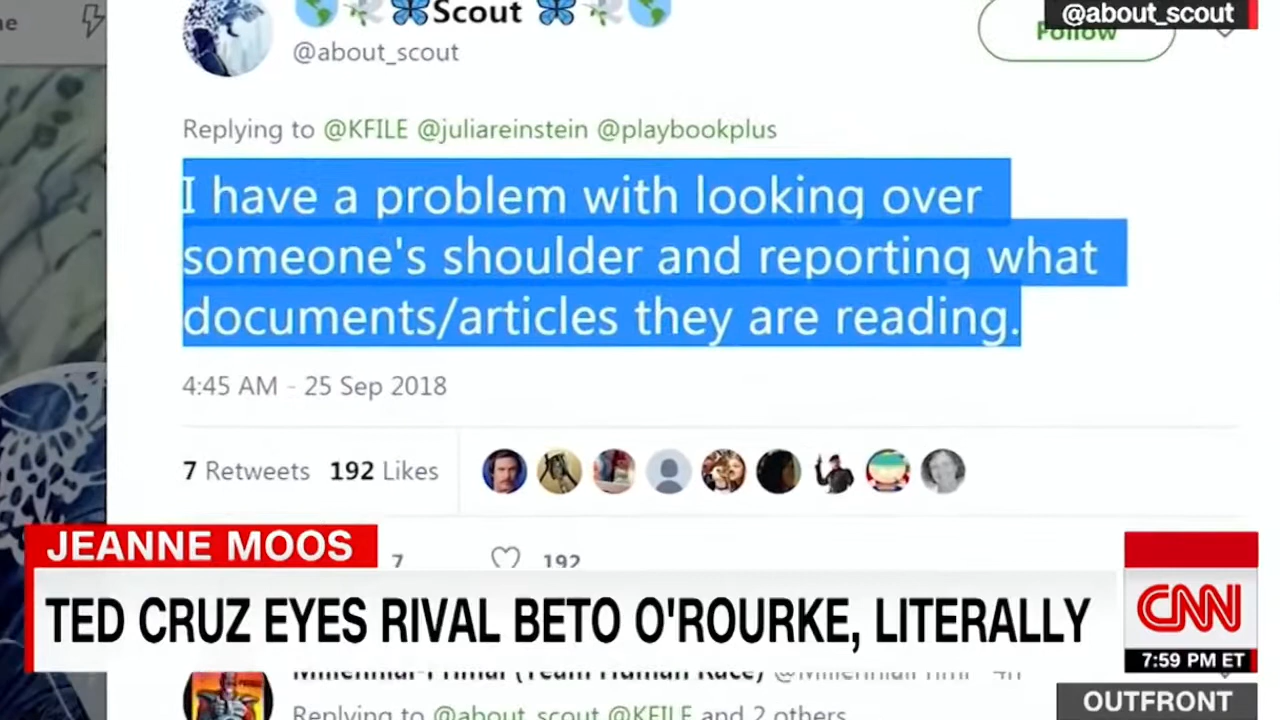 @about_scout
Scout
Follow
@about_scout
Replying to @KFILE @juliareinstein @playbookplus
I have a problem with looking over
someone's shoulder and reporting what
documents/articles they are reading.
4:45 AM - 25 Sep 2018
7 Retweets 192 Likes
7 192
JEANNE MOOS
TED CRUZ EYES RIVAL BETO O'ROURKE, LITERALLY
CNN
7:59 PM ET
Millennial-Primal (Team Human Race)
Replying to @about_scout @KFILE and 2 others
OUTFRONT